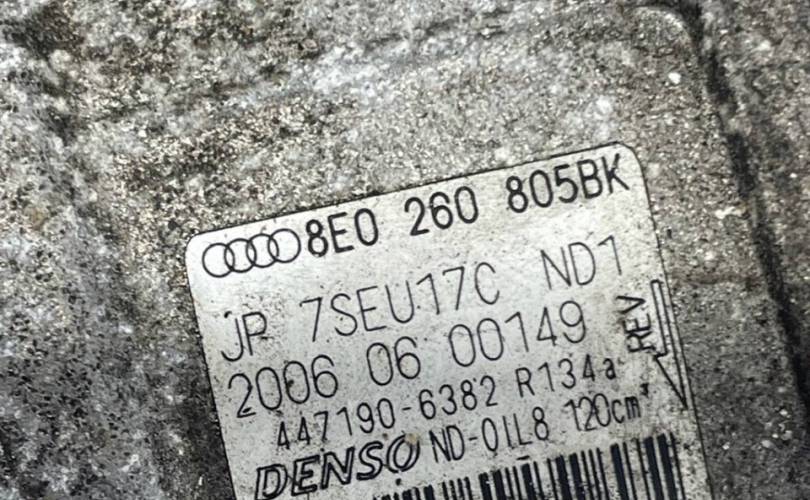 8E0 260 805BK
JP 7SEU17C ND1
2006 06 00149
REV
447190-6382 R134a
DENSO ND-OIL8 120cm³